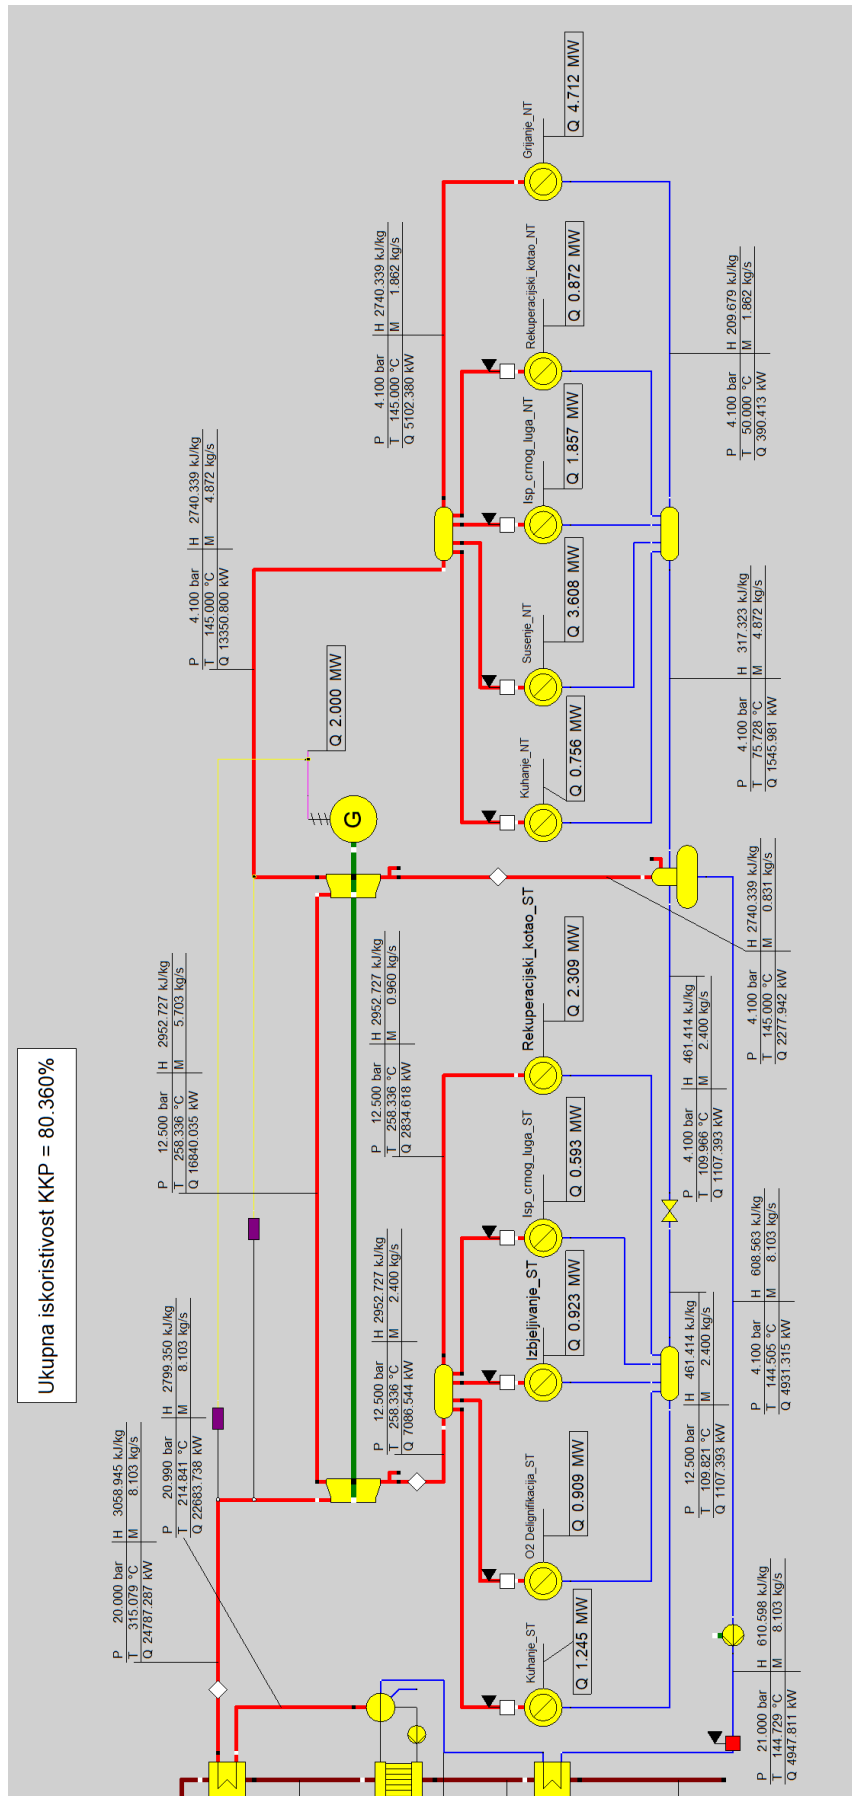 Ukupna iskoristivost KKP = 80.360%
P 20.000 bar H 3058.945 kJ/kg
T 315.079 °C M 8.103 kg/s
Q 24787.287 kW
P 20.990 bar H 2799.350 kJ/kg
T 214.841 °C M 8.103 kg/s
Q 22683.738 kW
P 12.500 bar H 2952.727 kJ/kg
T 258.336 °C M 5.703 kg/s
Q 16840.035 kW
P 4.100 bar H 2740.339 kJ/kg
T 145.000 °C M 4.872 kg/s
Q 13350.800 kW
Q 2.000 MW
G
P 12.500 bar H 2952.727 kJ/kg
T 258.336 °C M 2.400 kg/s
Q 7086.544 kW
P 12.500 bar H 2952.727 kJ/kg
T 258.336 °C M 0.960 kg/s
Q 2834.618 kW
P 4.100 bar H 2740.339 kJ/kg
T 145.000 °C M 1.862 kg/s
Q 5102.380 kW
Kuhanje_ST
Q 1.245 MW
O2 Delignifikacija_ST
Q 0.909 MW
Izbjeljivanje_ST
Q 0.923 MW
Isp_crnog_luga_ST
Q 0.593 MW
Rekuperacijski_kotao_ST
Q 2.309 MW
Kuhanje_NT
Q 0.756 MW
Susenje_NT
Q 3.608 MW
Isp_crnog_luga_NT
Q 1.857 MW
Rekuperacijski_kotao_NT
Q 0.872 MW
Grijanje_NT
Q 4.712 MW
P 12.500 bar H 461.414 kJ/kg
T 109.821 °C M 2.400 kg/s
Q 1107.393 kW
P 4.100 bar H 461.414 kJ/kg
T 109.966 °C M 2.400 kg/s
Q 1107.393 kW
P 4.100 bar H 2740.339 kJ/kg
T 145.000 °C M 0.831 kg/s
Q 2277.942 kW
P 4.100 bar H 317.323 kJ/kg
T 75.728 °C M 4.872 kg/s
Q 1545.981 kW
P 4.100 bar H 209.679 kJ/kg
T 50.000 °C M 1.862 kg/s
Q 390.413 kW
P 21.000 bar H 610.598 kJ/kg
T 144.729 °C M 8.103 kg/s
Q 4947.811 kW
P 4.100 bar H 608.563 kJ/kg
T 144.505 °C M 8.103 kg/s
Q 4931.315 kW